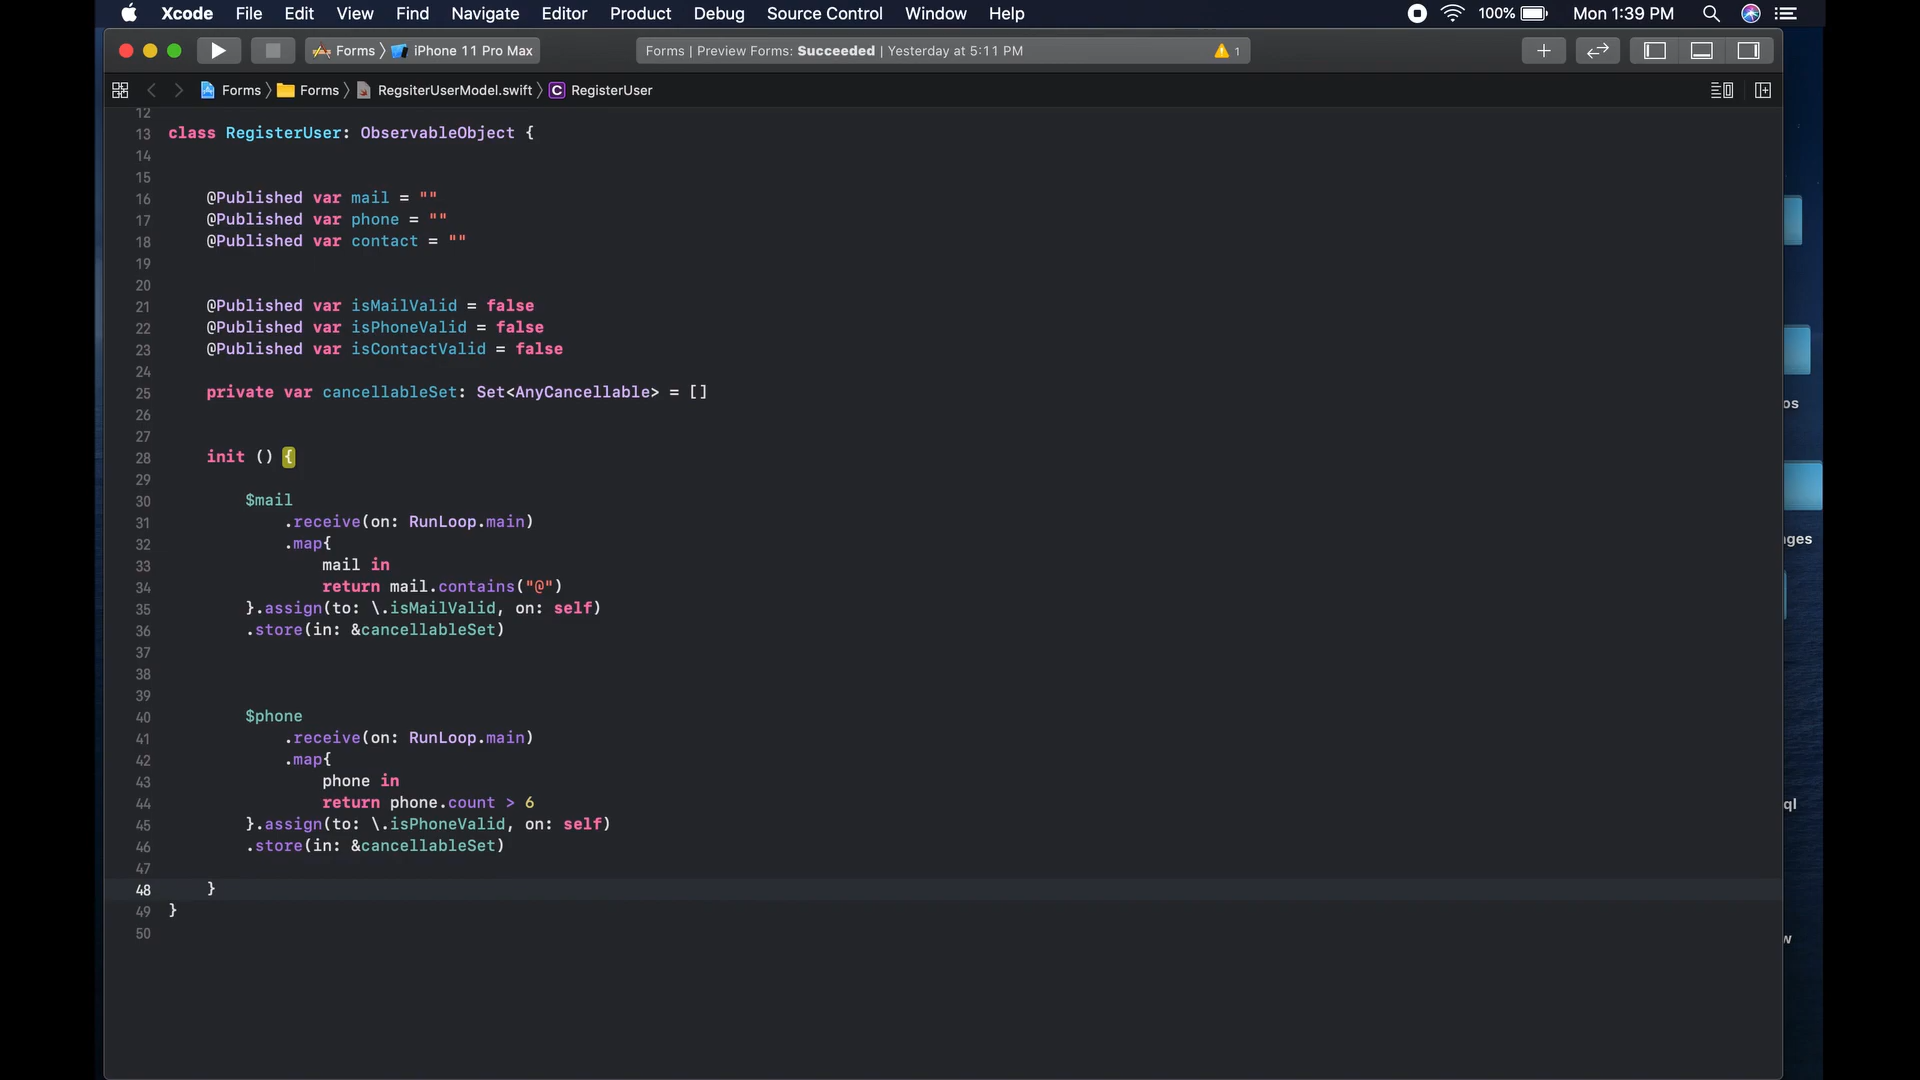 Xcode File Edit View Find Navigate Editor Product Debug Source Control Window Help 100% Mon 1:39 PM
Forms 〉 iPhone 11 Pro Max Forms | Preview Forms: Succeeded | Yesterday at 5:11 PM 1
Forms 〉 Forms 〉 RegsiterUserModel.swift 〉 C RegisterUser
12
13 class RegisterUser: ObservableObject {
14
15
16 @Published var mail = ""
17 @Published var phone = ""
18 @Published var contact = ""
19
20
21 @Published var isMailValid = false
22 @Published var isPhoneValid = false
23 @Published var isContactValid = false
24
25 private var cancellableSet: Set<AnyCancellable> = []
26
27
28 init () {
29
30 $mail
31 .receive(on: RunLoop.main)
32 .map{
33 mail in
34 return mail.contains("@")
35 }.assign(to: \.isMailValid, on: self)
36 .store(in: &cancellableSet)
37
38
39
40 $phone
41 .receive(on: RunLoop.main)
42 .map{
43 phone in
44 return phone.count > 6
45 }.assign(to: \.isPhoneValid, on: self)
46 .store(in: &cancellableSet)
47
48 }
49 }
50
os
ges
ql
w